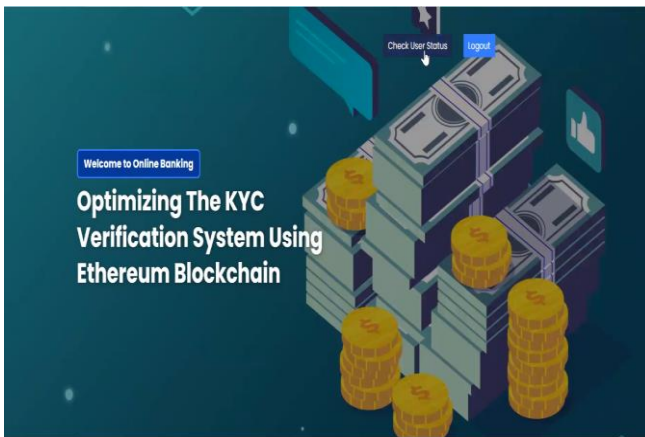 Check User Status
Logout
Welcome to Online Banking
Optimizing The KYC
Verification System Using
Ethereum Blockchain